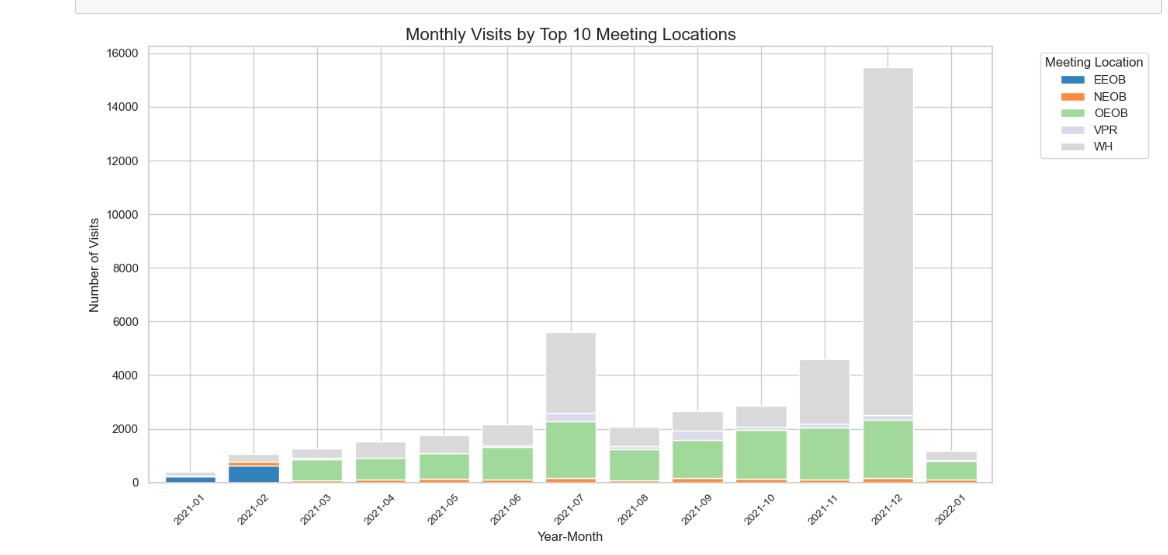 Monthly Visits by Top 10 Meeting Locations
16000
14000
12000
10000
8000
6000
4000
2000
0
Number of Visits
2021-01
2021-02
2021-03
2021-04
2021-05
2021-06
2021-07
2021-08
2021-09
2021-10
2021-11
2021-12
2022-01
Year-Month
Meeting Location
EEOB
NEOB
OEOB
VPR
WH